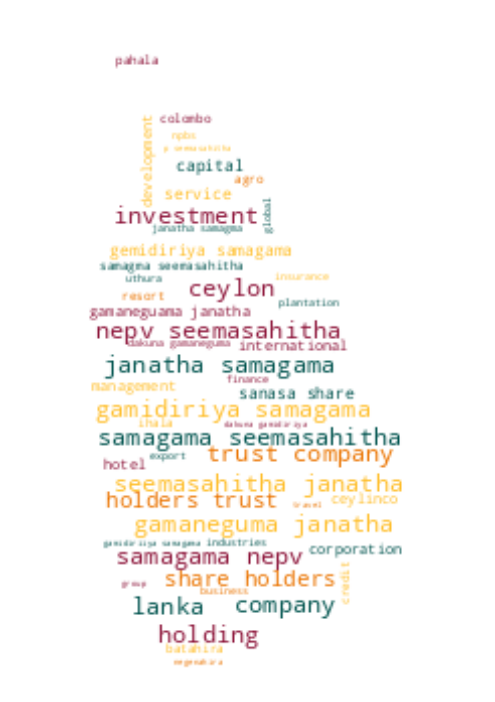 pahala
colombo
development
npbs
p seemasahitha
capital
agro
service
global
investment
janatha samagma
gemidiriya samagama
samagma seemasahitha
uthura
insurance
ceylon
resort
plantation
gamaneguama janatha
nepv seemasahitha
dakuna gamaneguma
international
janatha samagama
finance
management
sanasa share
gamidiriya samagama
ihala
dakuna gamidiriya
samagama seemasahitha
export
trust company
hotel
seemasahitha janatha
holders trust
travel
ceylinco
gamaneguma janatha
gamidiriya samagama
industries
samagama nepv
corporation
group
share holders
credit
business
lanka
company
holding
batahira
negenahira